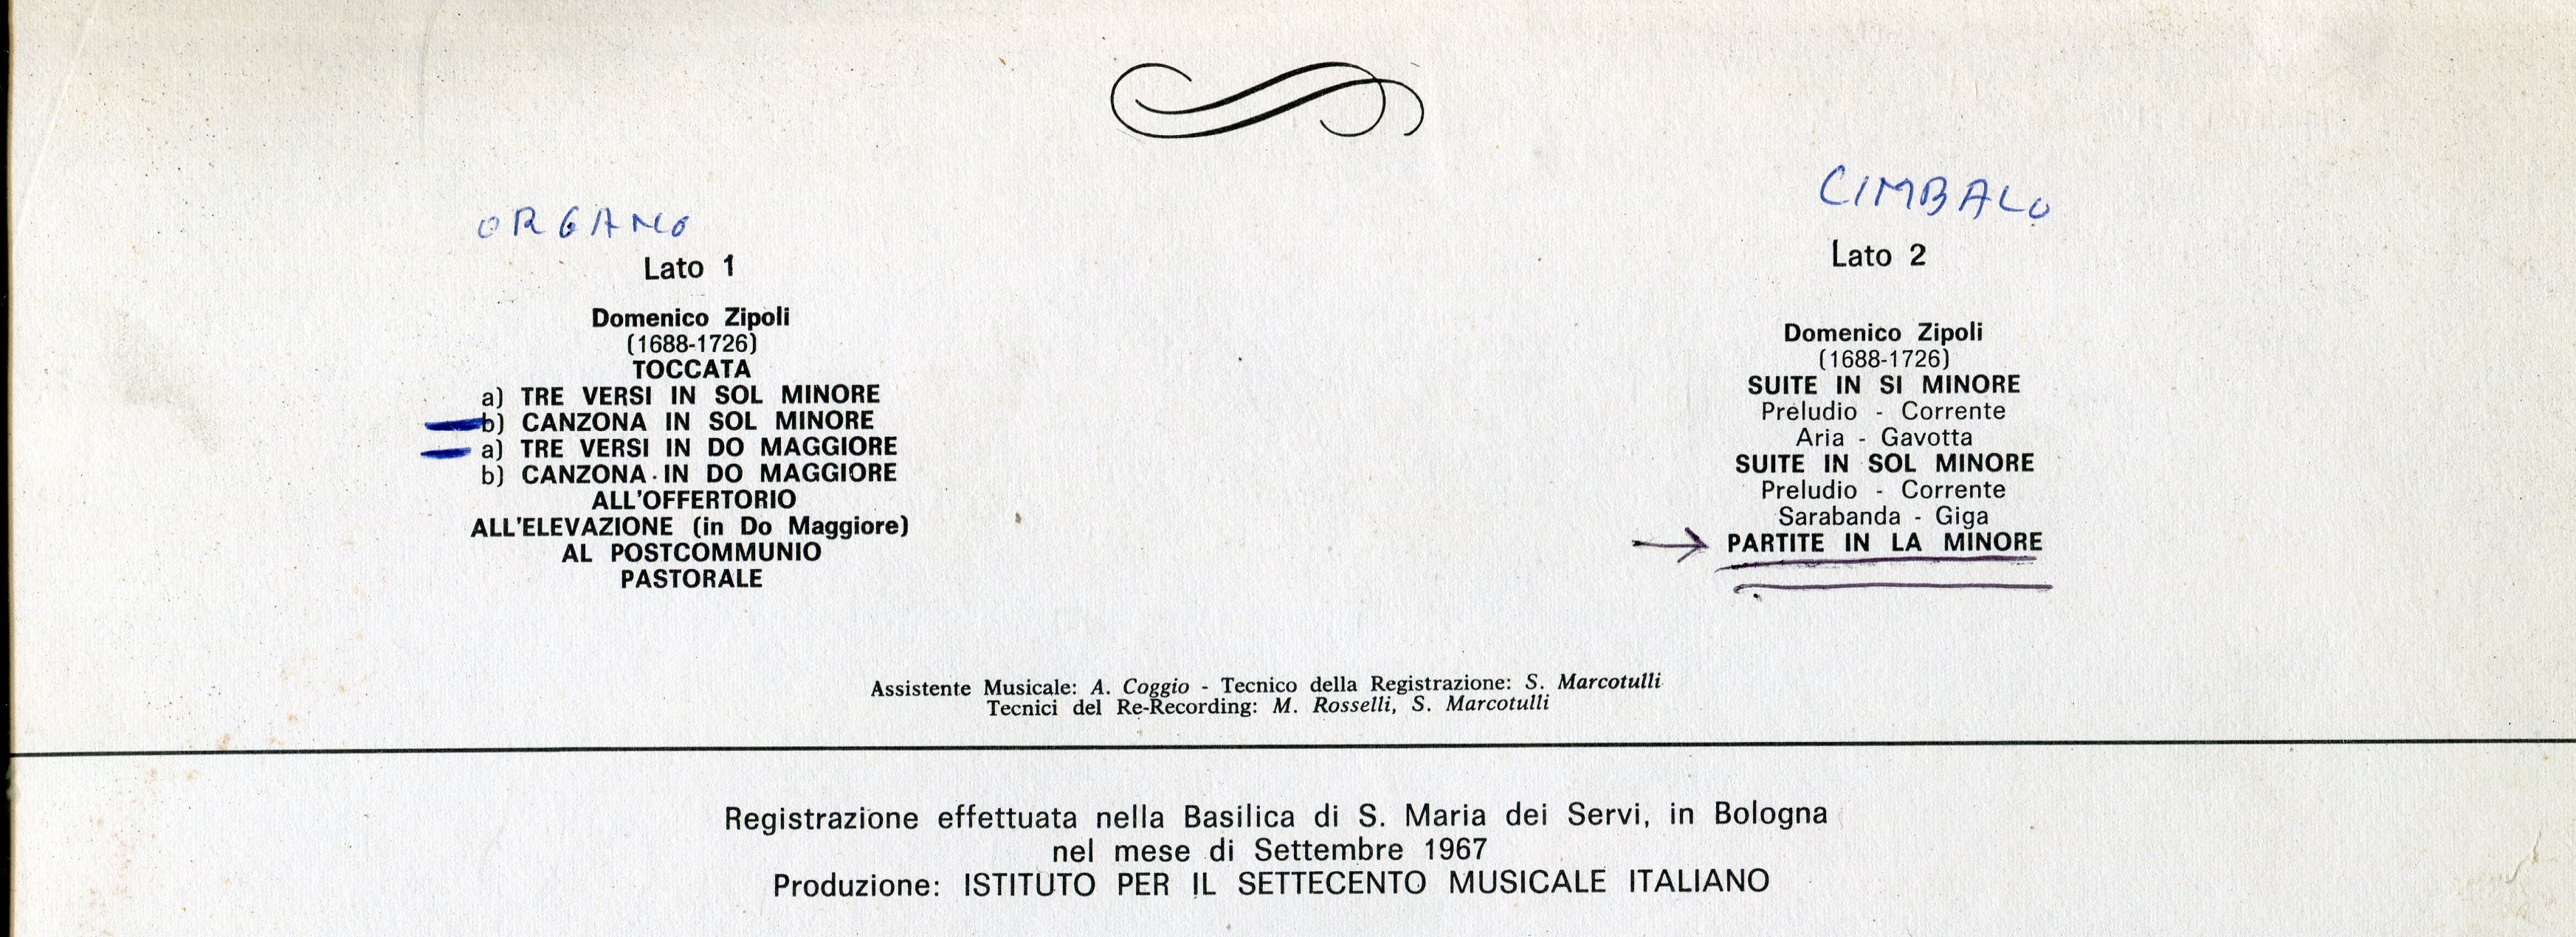 ORGANO
Lato 1
Domenico Zipoli
(1688-1726)
TOCCATA
a) TRE VERSI IN SOL MINORE
b) CANZONA IN SOL MINORE
a) TRE VERSI IN DO MAGGIORE
b) CANZONA IN DO MAGGIORE
ALL'OFFERTORIO
ALL'ELEVAZIONE (in Do Maggiore)
AL POSTCOMMUNIO
PASTORALE
CIMBALO
Lato 2
Domenico Zipoli
(1688-1726)
SUITE IN SI MINORE
Preludio - Corrente
Aria - Gavotta
SUITE IN SOL MINORE
Preludio - Corrente
Sarabanda - Giga
PARTITE IN LA MINORE
Assistente Musicale: A. Coggio - Tecnico della Registrazione: S. Marcotulli
Tecnici del Re-Recording: M. Rosselli, S. Marcotulli
Registrazione effettuata nella Basilica di S. Maria dei Servi, in Bologna
nel mese di Settembre 1967
Produzione: ISTITUTO PER IL SETTECENTO MUSICALE ITALIANO